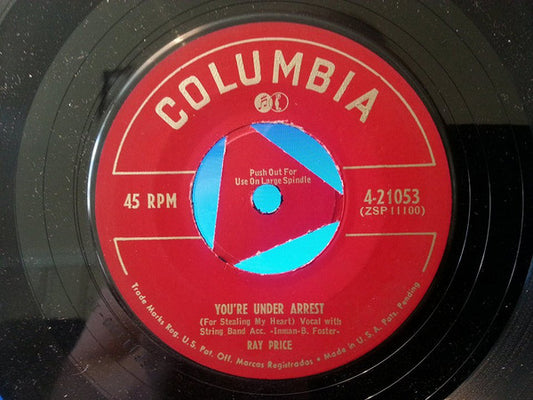 COLUMBIA
Push Out For
Use On Large Spindle
45 RPM
4-21053
(ZSP 11100)
YOU'RE UNDER ARREST
(For Stealing My Heart) Vocal with
String Band Acc. -Inman-B. Foster-
RAY PRICE
Trade Marks Reg. U.S. Pat. Off. Marcas Registradas • Made in U.S.A. Pats. Pend.